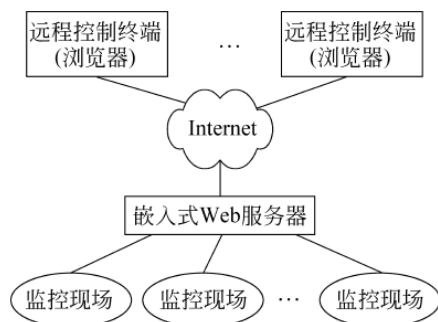 远程控制终端
(浏览器)
…
远程控制终端
(浏览器)
Internet
嵌入式Web服务器
监控现场
监控现场
…
监控现场